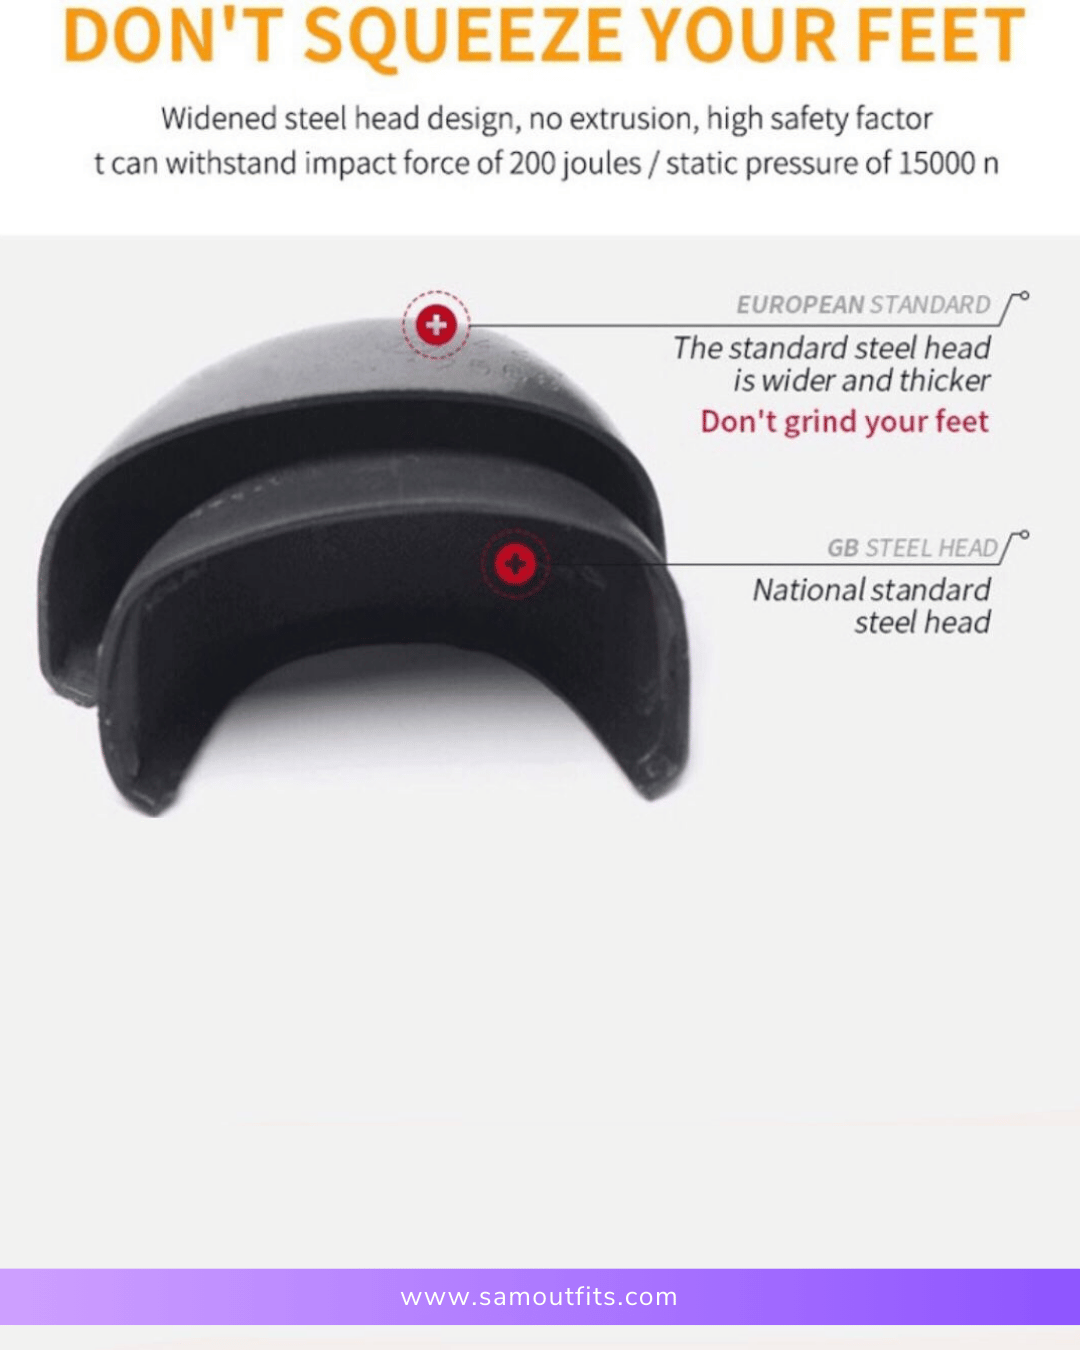 DON'T SQUEEZE YOUR FEET
Widened steel head design, no extrusion, high safety factor
t can withstand impact force of 200 joules / static pressure of 15000 n
EUROPEAN STANDARD
The standard steel head
is wider and thicker
Don't grind your feet
GB STEEL HEAD
National standard
steel head
www.samoutfits.com